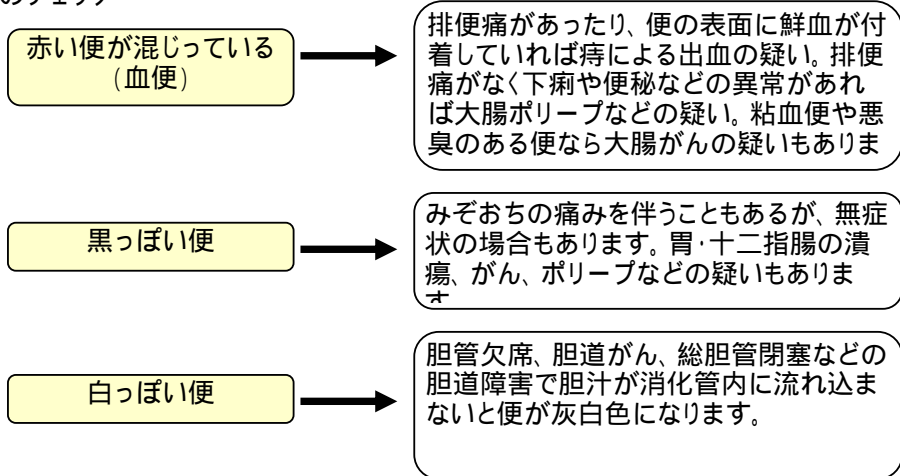 のチェック
赤い便が混じっている
（血便）
排便痛があったり、便の表面に鮮血が付
着していれば痔による出血の疑い。排便
痛がなく下痢や便秘などの異常があれ
ば大腸ポリープなどの疑い。粘血便や悪
臭のある便なら大腸がんの疑いもありま
黒っぽい便
みぞおちの痛みを伴うこともあるが、無症
状の場合もあります。胃・十二指腸の潰
瘍、がん、ポリープなどの疑いもありま
す
白っぽい便
胆管欠席、胆道がん、総胆管閉塞などの
胆道障害で胆汁が消化管内に流れ込ま
ないと便が灰白色になります。